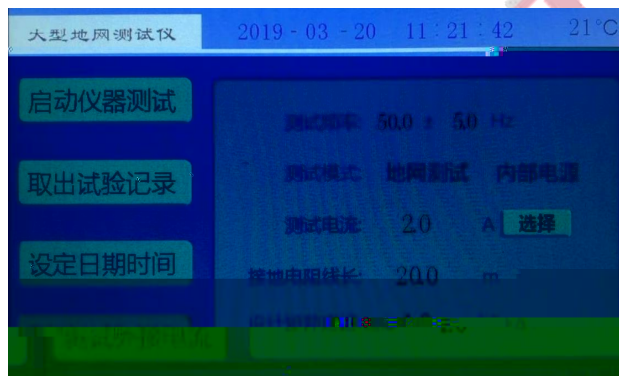 大型地网测试仪 2019-03-20 11:21:42 21°C
启动仪器测试
测试频率: 50.0 ± 5.0 Hz
取出试验记录
测试模式: 地网测试 内部电源
测试电流: 2.0 A 选择
设定日期时间
接地电阻线长: 20.0 m